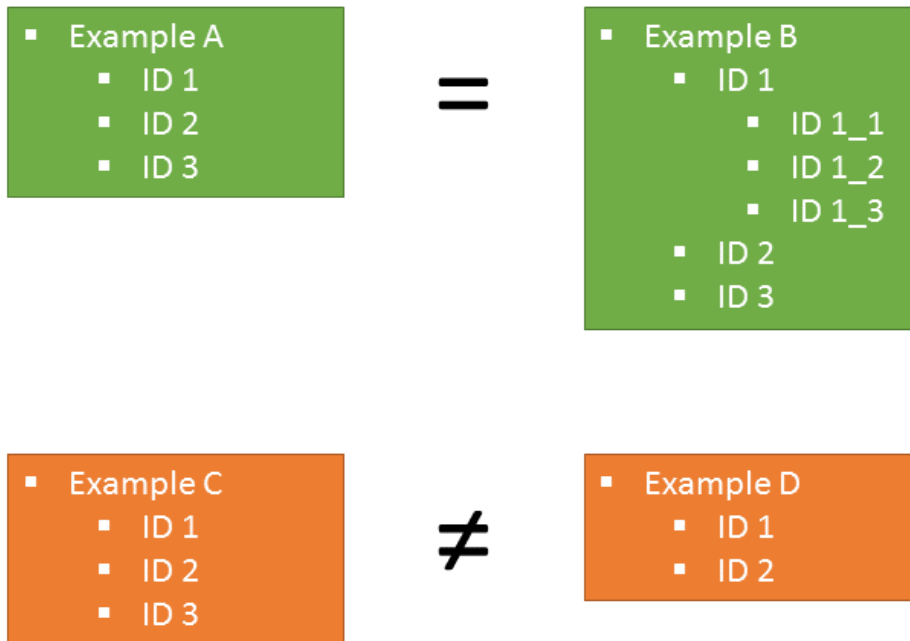 Example A
ID 1
ID 2
ID 3
=
Example B
ID 1
ID 1_1
ID 1_2
ID 1_3
ID 2
ID 3
Example C
ID 1
ID 2
ID 3
≠
Example D
ID 1
ID 2